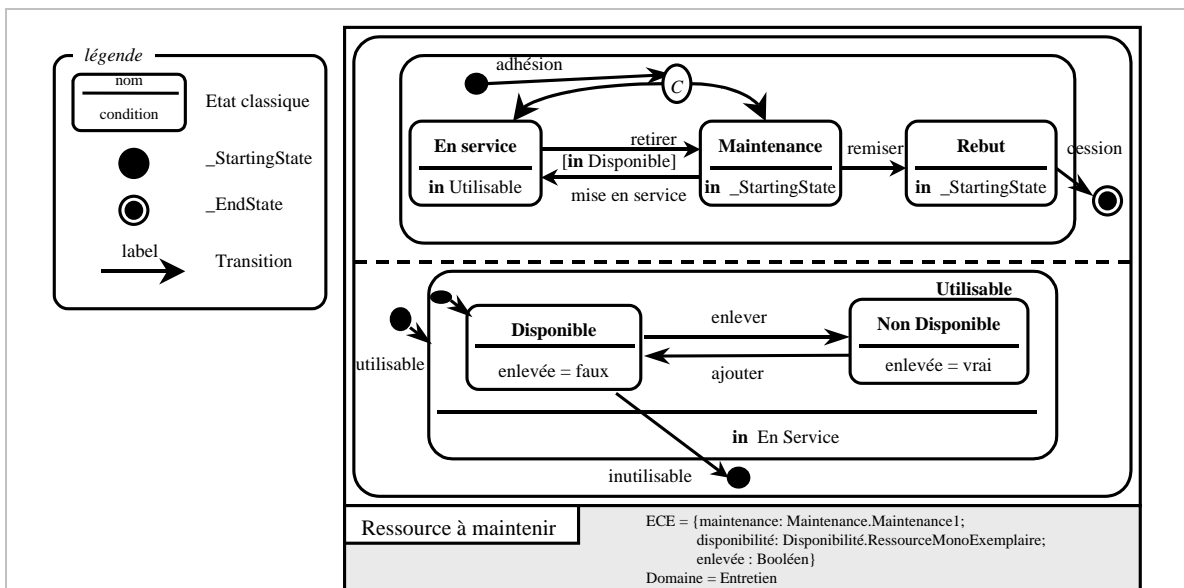 légende
nom
condition
Etat classique
_StartingState
_EndState
label
Transition
adhésion
C
En service
in Utilisable
retirer
[in Disponible]
mise en service
Maintenance
in _StartingState
remiser
Rebut
in _StartingState
cession
Utilisable
utilisable
Disponible
enlevée = faux
enlever
ajouter
Non Disponible
enlevée = vrai
in En Service
inutilisable
Ressource à maintenir
ECE = {maintenance: Maintenance.Maintenance1;
disponibilité: Disponibilité.RessourceMonoExemplaire;
enlevée : Booléen}
Domaine = Entretien